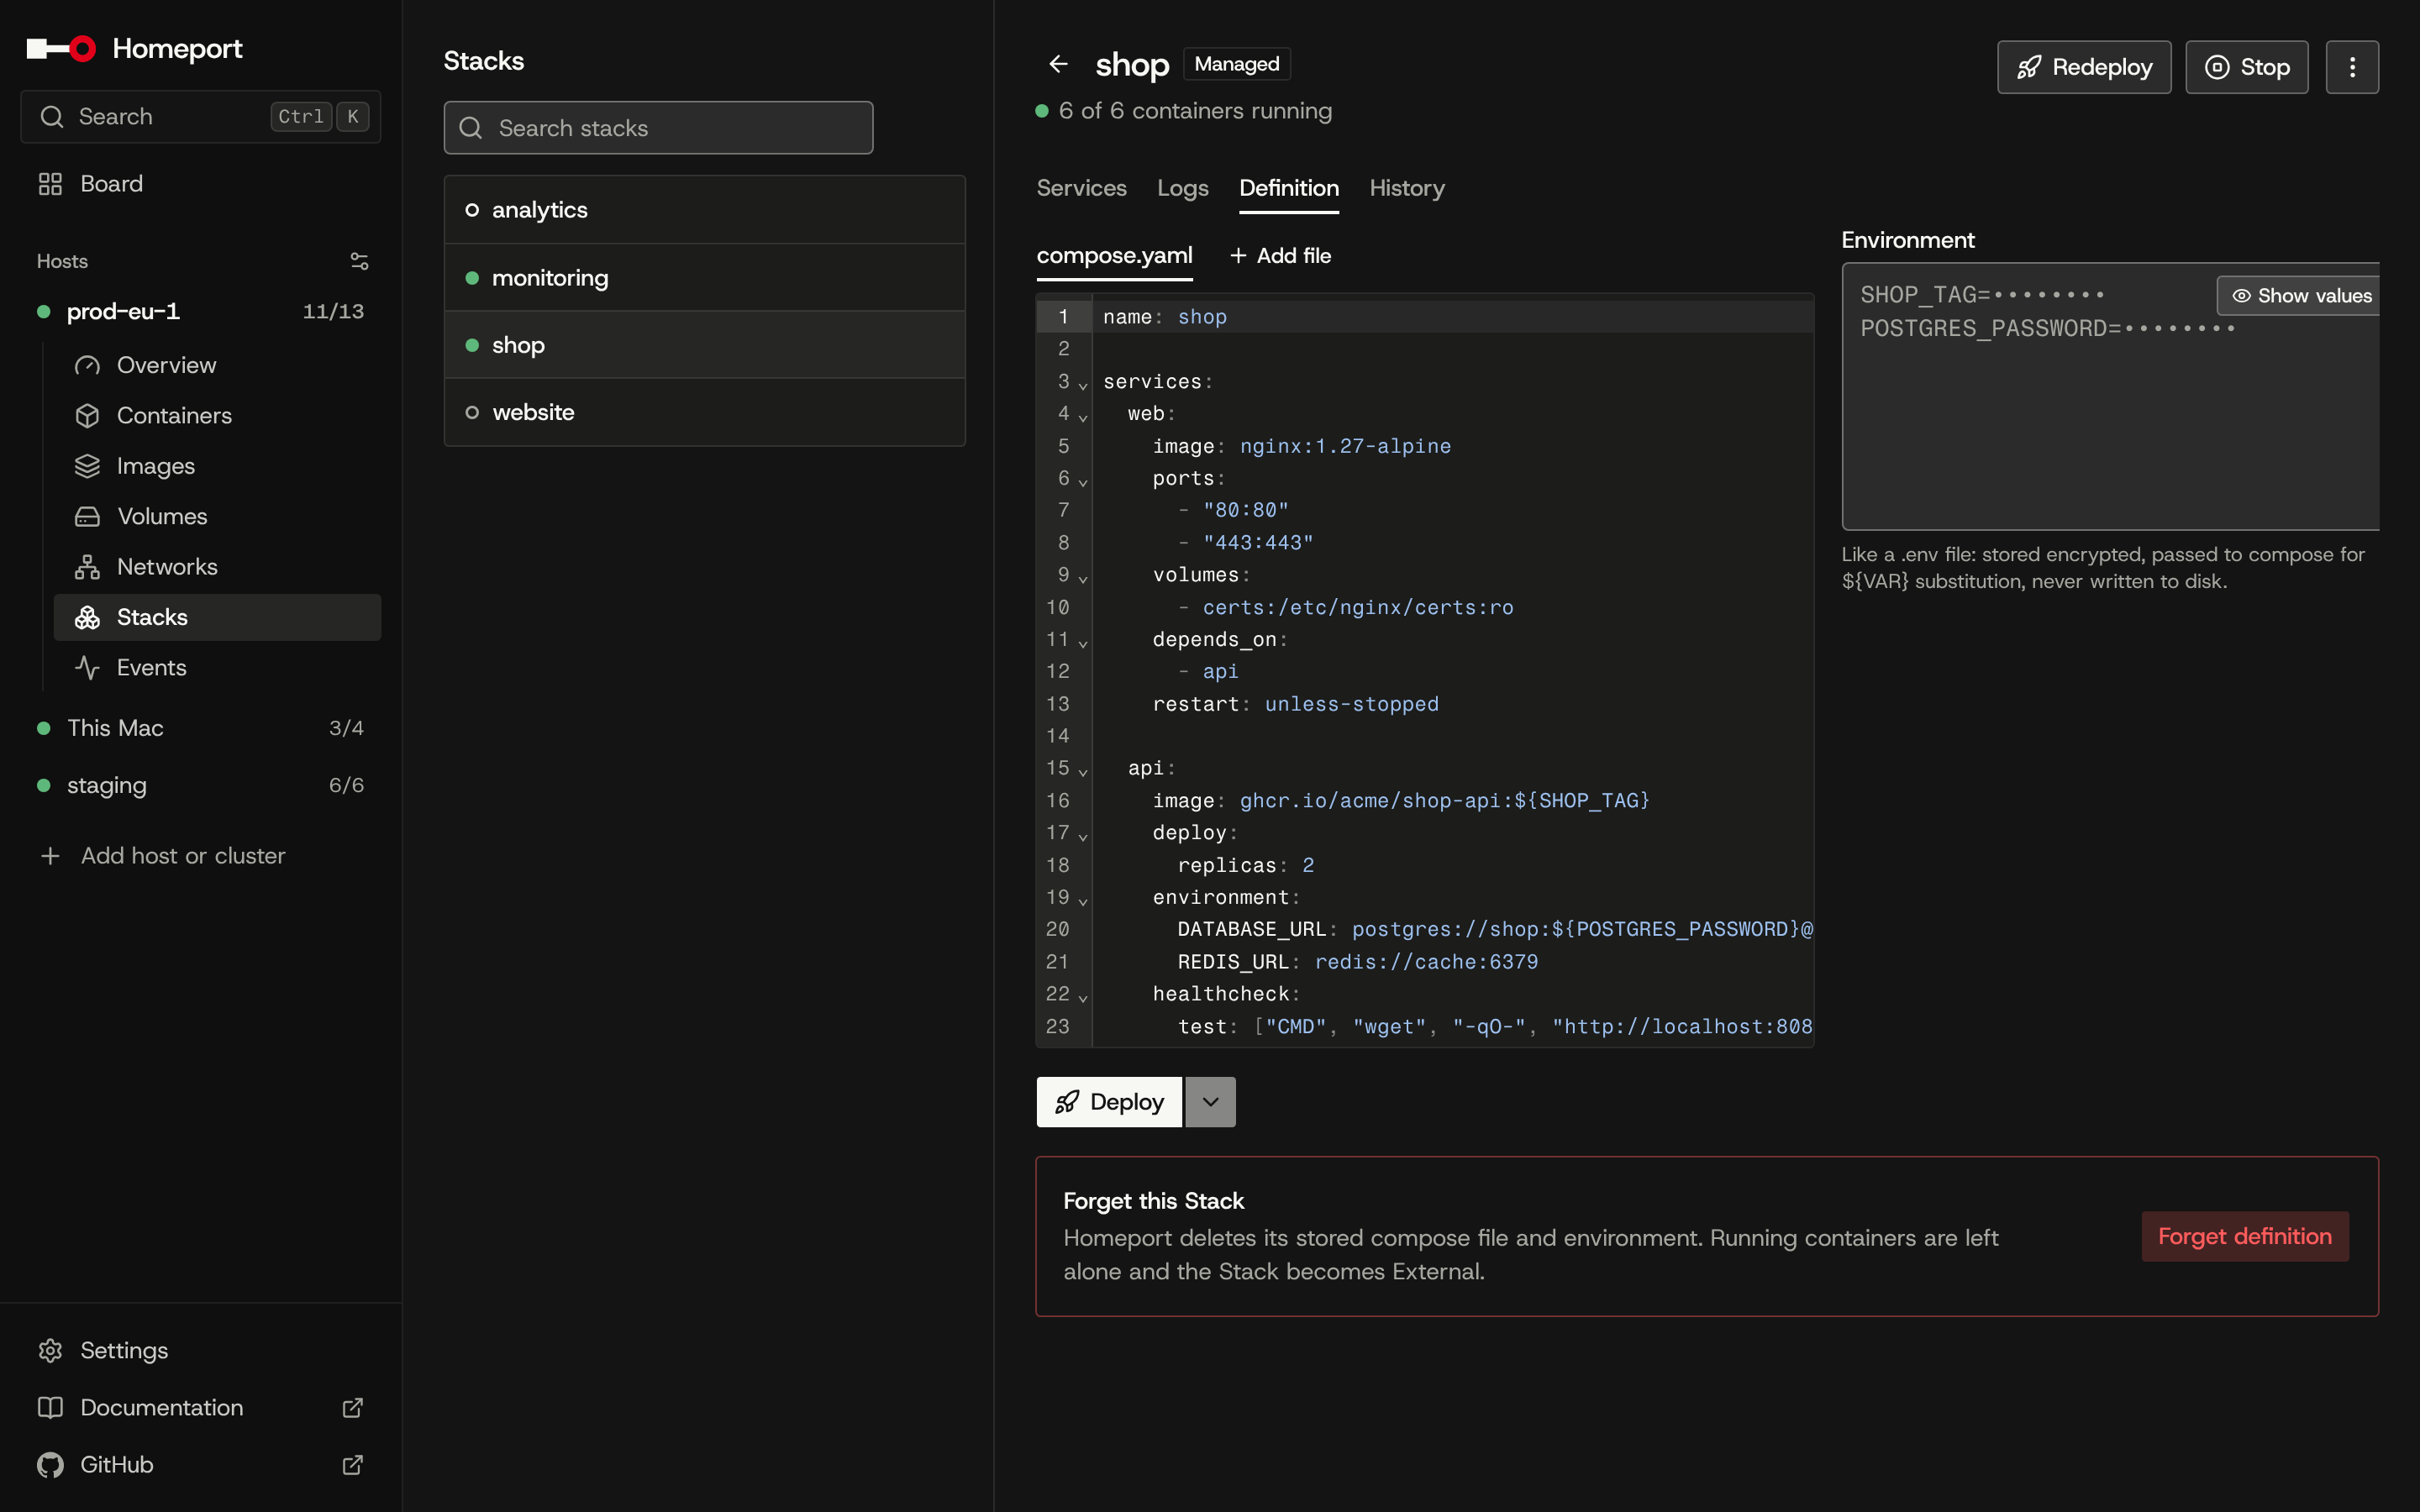 Homeport
Search Ctrl K
Board
Hosts
prod-eu-1 11/13
Overview
Containers
Images
Volumes
Networks
Stacks
Events
This Mac 3/4
staging 6/6
Add host or cluster
Settings
Documentation
GitHub
Stacks
Search stacks
analytics
monitoring
shop
website
shop Managed
6 of 6 containers running
Redeploy
Stop
Services Logs Definition History
compose.yaml + Add file
1 name: shop
2
3 services:
4 web:
5 image: nginx:1.27-alpine
6 ports:
7 - "80:80"
8 - "443:443"
9 volumes:
10 - certs:/etc/nginx/certs:ro
11 depends_on:
12 - api
13 restart: unless-stopped
14
15 api:
16 image: ghcr.io/acme/shop-api:${SHOP_TAG}
17 deploy:
18 replicas: 2
19 environment:
20 DATABASE_URL: postgres://shop:${POSTGRES_PASSWORD}@
21 REDIS_URL: redis://cache:6379
22 healthcheck:
23 test: ["CMD", "wget", "-qO-", "http://localhost:808
Environment
SHOP_TAG=••••••••
Show values
POSTGRES_PASSWORD=••••••••
Like a .env file: stored encrypted, passed to compose for
${VAR} substitution, never written to disk.
Deploy
Forget this Stack
Homeport deletes its stored compose file and environment. Running containers are left
alone and the Stack becomes External.
Forget definition